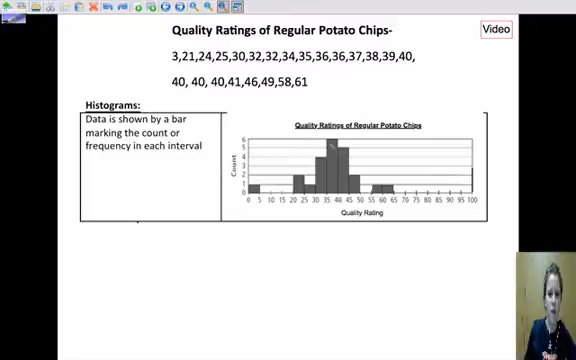 Quality Ratings of Regular Potato Chips-
Video
3,21,24,25,30,32,32,34,35,36,36,37,38,39,40,
40, 40, 40,41,46,49,58,61
Histograms:
Data is shown by a bar
marking the count or
frequency in each interval
Quality Ratings of Regular Potato Chips
Count
6
5
4
3
2
1
0
0 5 10 15 20 25 30 35 40 45 50 55 60 65 70 75 80 85 90 95 100
Quality Rating